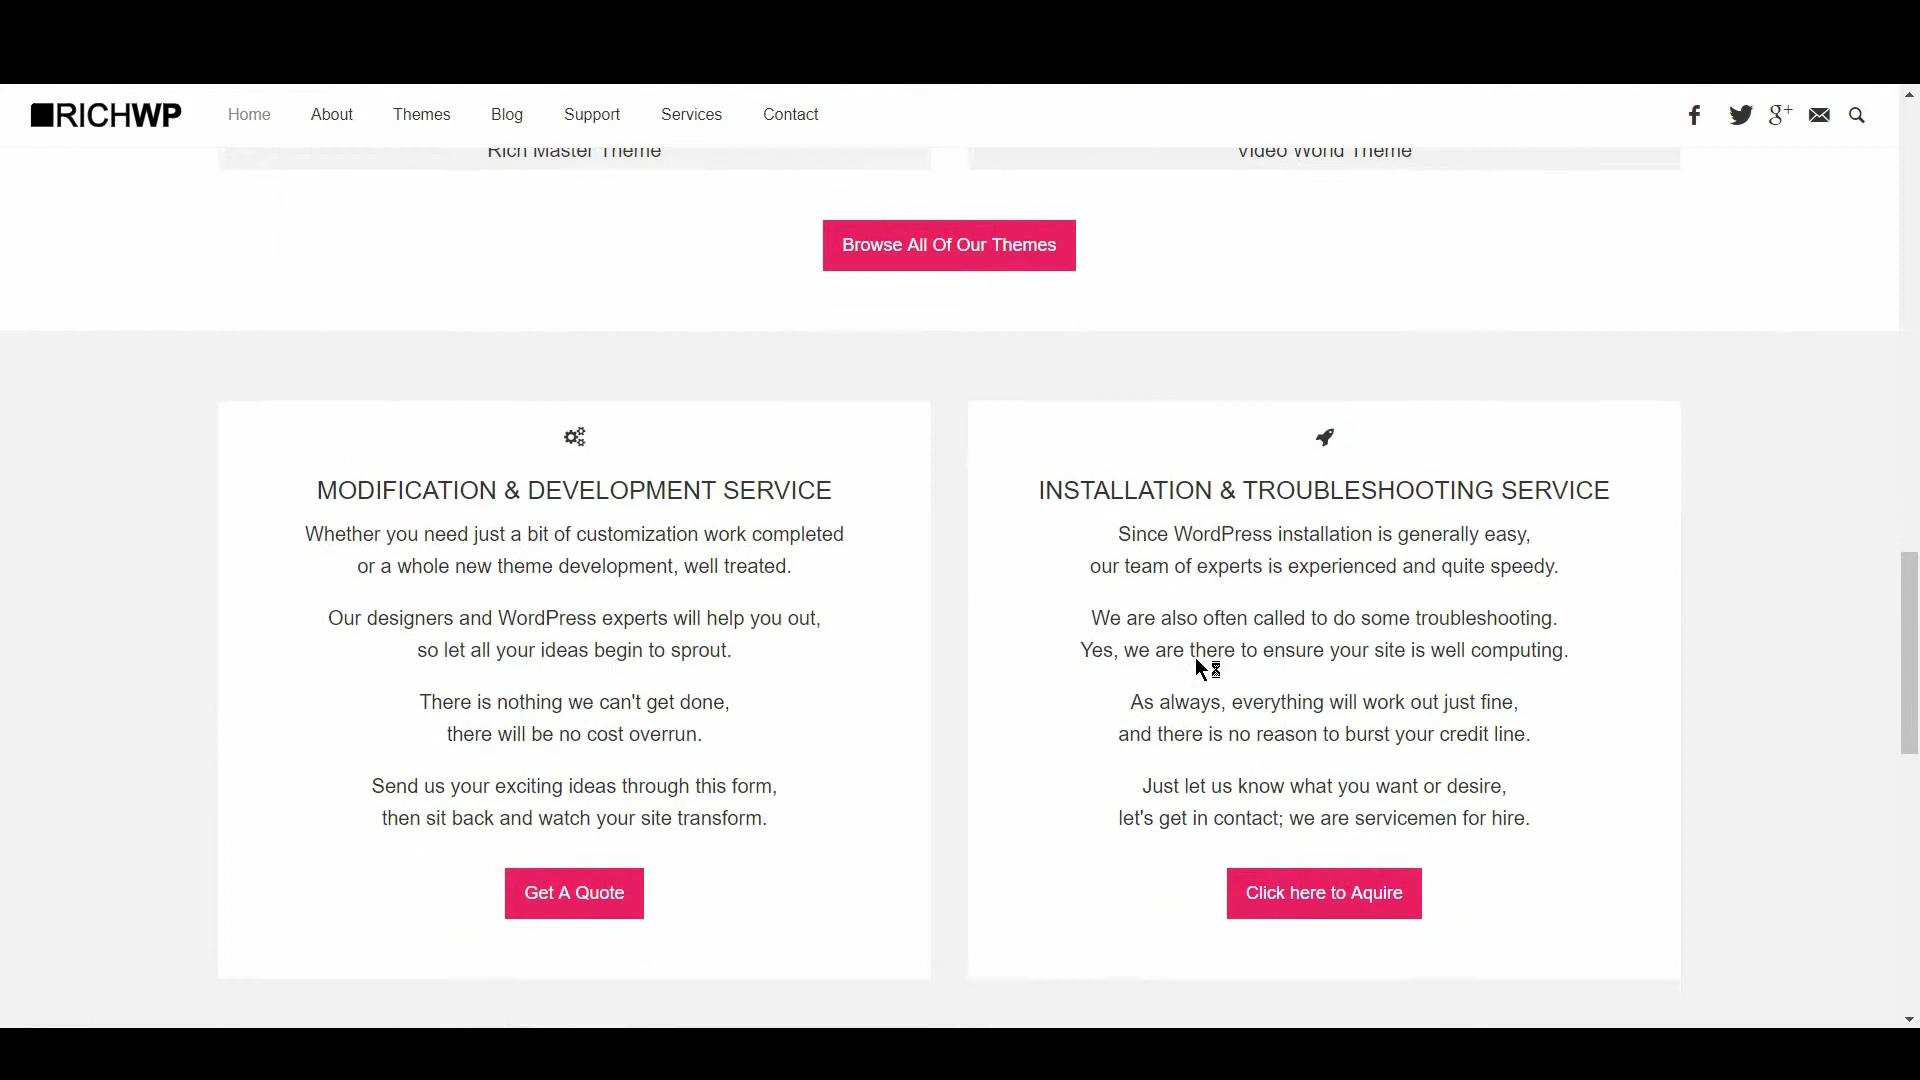 RICHWP
Home About Themes Blog Support Services Contact
Rich Master Theme
Video World Theme
Browse All Of Our Themes
MODIFICATION & DEVELOPMENT SERVICE
Whether you need just a bit of customization work completed
or a whole new theme development, well treated.
Our designers and WordPress experts will help you out,
so let all your ideas begin to sprout.
There is nothing we can't get done,
there will be no cost overrun.
Send us your exciting ideas through this form,
then sit back and watch your site transform.
Get A Quote
INSTALLATION & TROUBLESHOOTING SERVICE
Since WordPress installation is generally easy,
our team of experts is experienced and quite speedy.
We are also often called to do some troubleshooting.
Yes, we are there to ensure your site is well computing.
As always, everything will work out just fine,
and there is no reason to burst your credit line.
Just let us know what you want or desire,
let's get in contact; we are servicemen for hire.
Click here to Aquire